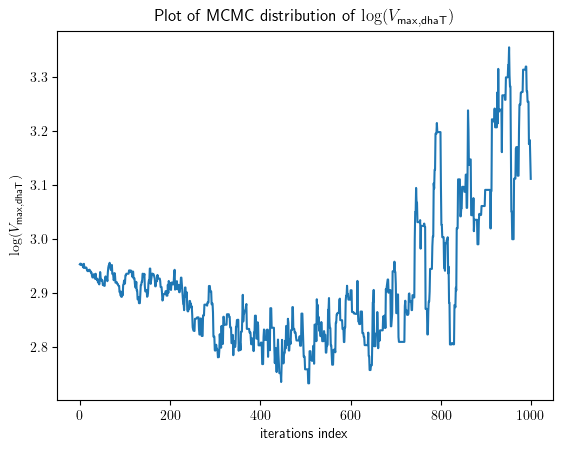 Plot of MCMC distribution of log(V_max,dhaT)
log(V_max,dhaT)
3.3
3.2
3.1
3.0
2.9
2.8
0 200 400 600 800 1000
iterations index